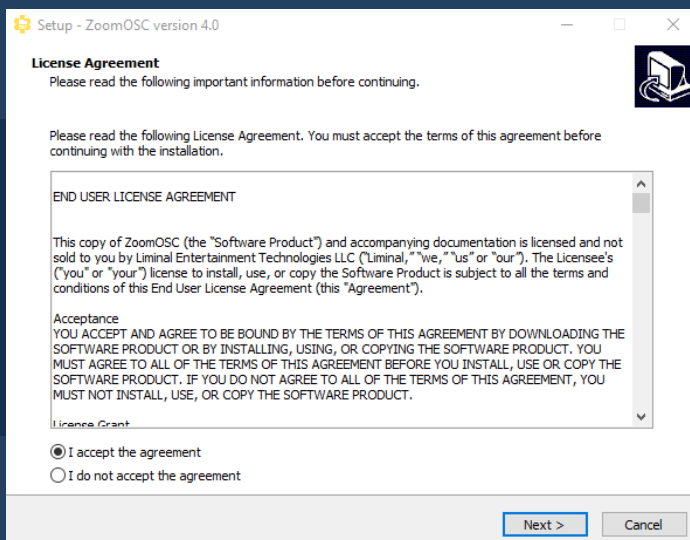 Setup - ZoomOSC version 4.0
License Agreement
Please read the following important information before continuing.
Please read the following License Agreement. You must accept the terms of this agreement before
continuing with the installation.
END USER LICENSE AGREEMENT
This copy of ZoomOSC (the "Software Product") and accompanying documentation is licensed and not
sold to you by Liminal Entertainment Technologies LLC ("Liminal," "we," "us" or "our"). The Licensee's
("you" or "your") license to install, use, or copy the Software Product is subject to all the terms and
conditions of this End User License Agreement (this "Agreement").
Acceptance
YOU ACCEPT AND AGREE TO BE BOUND BY THE TERMS OF THIS AGREEMENT BY DOWNLOADING THE
SOFTWARE PRODUCT OR BY INSTALLING, USING, OR COPYING THE SOFTWARE PRODUCT. YOU
MUST AGREE TO ALL OF THE TERMS OF THIS AGREEMENT BEFORE YOU INSTALL, USE OR COPY THE
SOFTWARE PRODUCT. IF YOU DO NOT AGREE TO ALL OF THE TERMS OF THIS AGREEMENT, YOU
MUST NOT INSTALL, USE, OR COPY THE SOFTWARE PRODUCT.
License Grant
I accept the agreement
I do not accept the agreement
Next >
Cancel